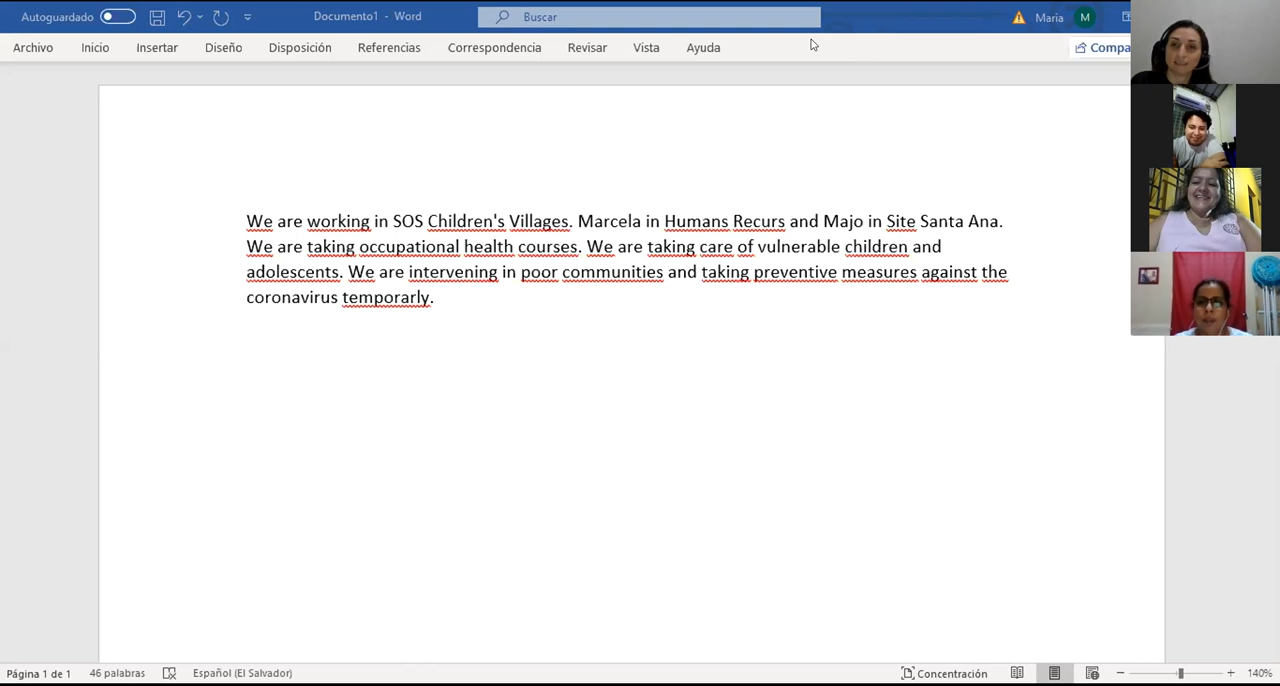 Autoguardado Documento1 - Word Buscar Maria M
Archivo Inicio Insertar Diseño Disposición Referencias Correspondencia Revisar Vista Ayuda
We are working in SOS Children's Villages. Marcela in Humans Recurs and Majo in Site Santa Ana.
We are taking occupational health courses. We are taking care of vulnerable children and
adolescents. We are intervening in poor communities and taking preventive measures against the
coronavirus temporarly.
Página 1 de 1 46 palabras Español (El Salvador) Concentración 140%